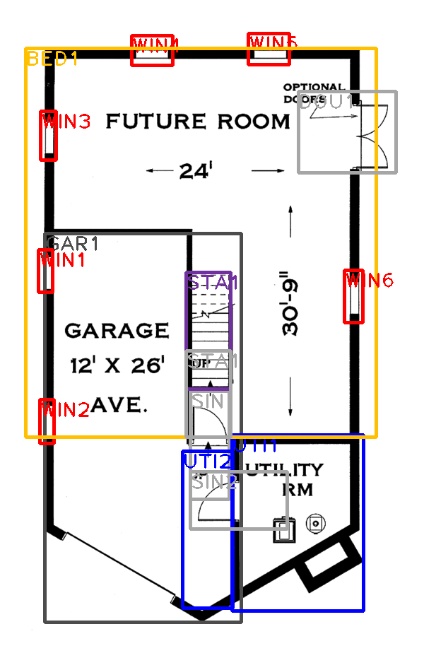 WIN4 WIN5
BED1
OPTIONAL
DOORS
DOU1
WIN3
FUTURE ROOM
24'
GAR1
WIN1
STA1
WIN6
30'-9"
GARAGE
12' X 26'
AVE.
STA1
UP
SIN
WIN2
UTI1
UTI2
UTILITY
RM
SIN2